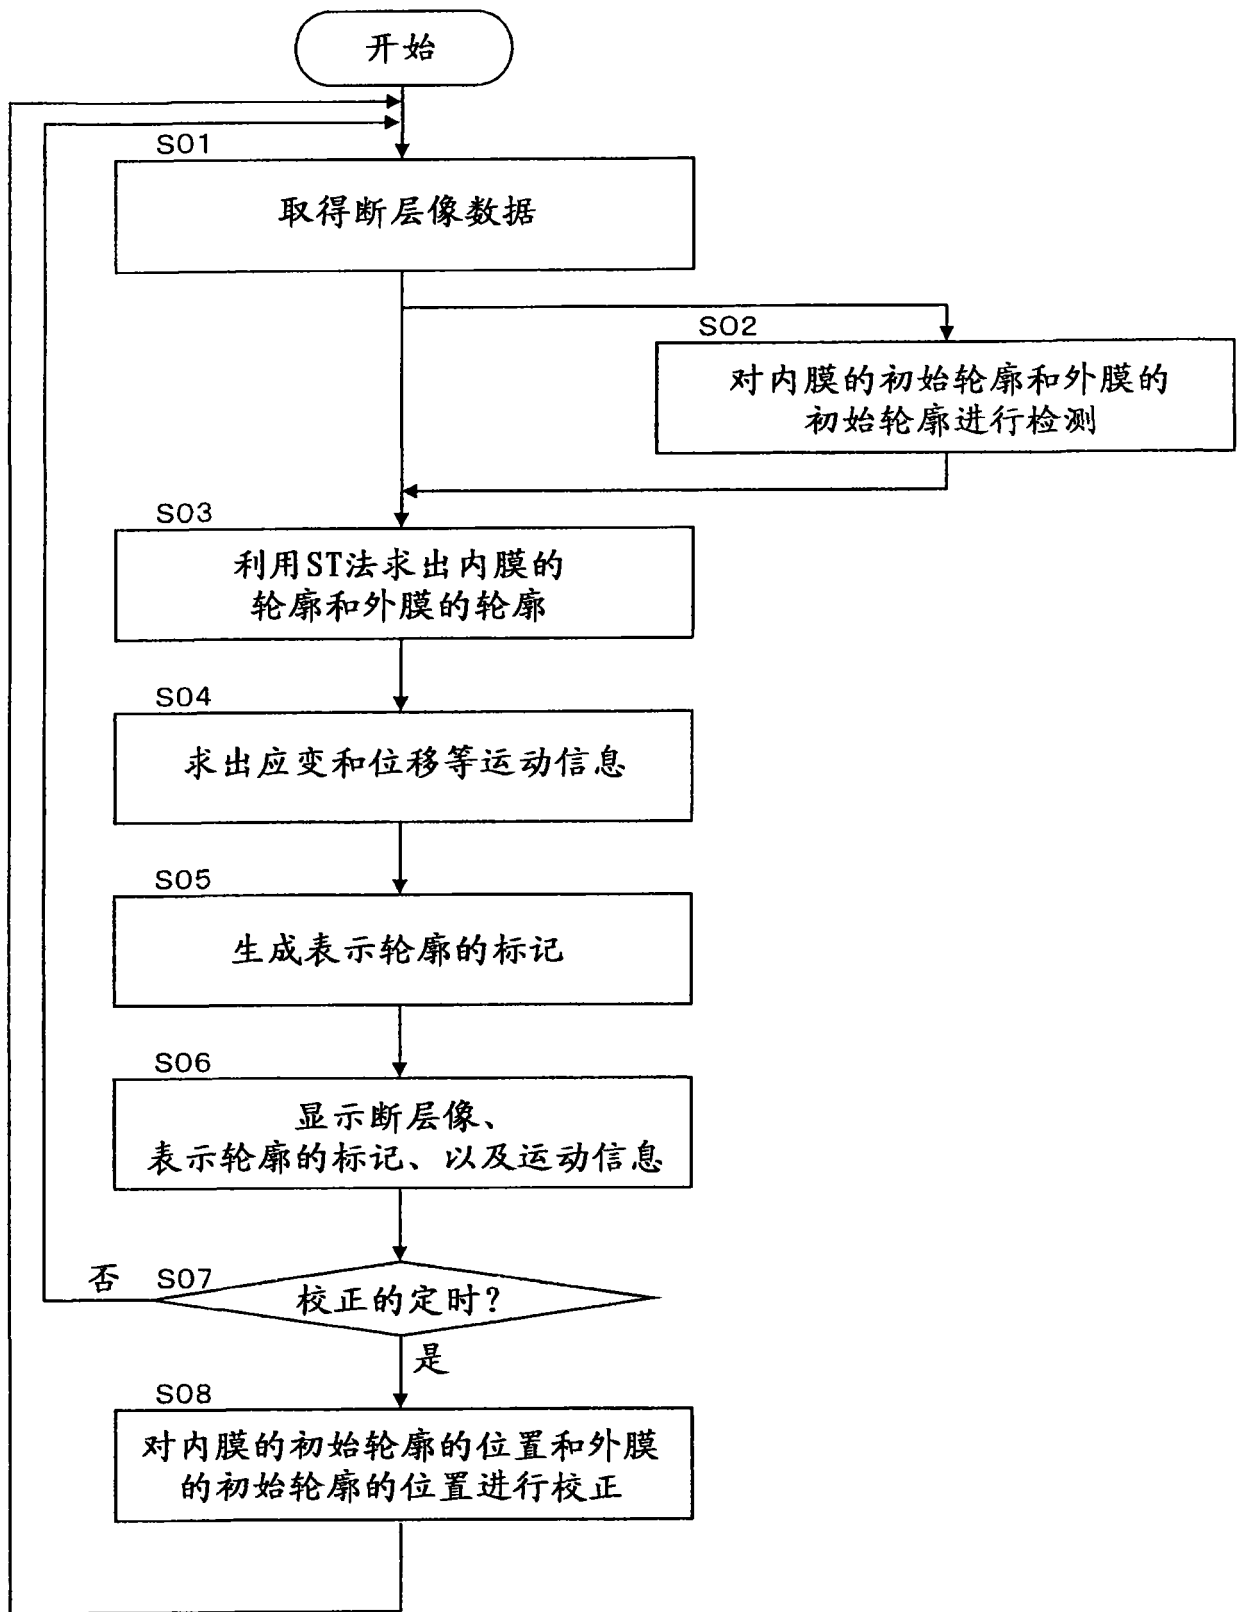 开始
S01
取得断层像数据
S02
对内膜的初始轮廓和外膜的
初始轮廓进行检测
S03
利用ST法求出内膜的
轮廓和外膜的轮廓
S04
求出应变和位移等运动信息
S05
生成表示轮廓的标记
S06
显示断层像、
表示轮廓的标记、以及运动信息
否
S07
校正的定时?
是
S08
对内膜的初始轮廓的位置和外膜
的初始轮廓的位置进行校正